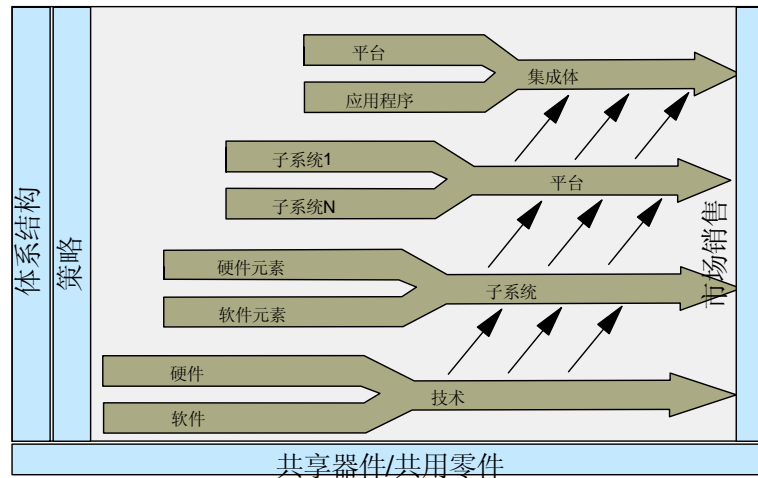 平台
集成体
应用程序
子系统1
平台
子系统N
硬件元素
子系统
软件元素
硬件
技术
软件
体系结构
策略
市场销售
共享器件/共用零件